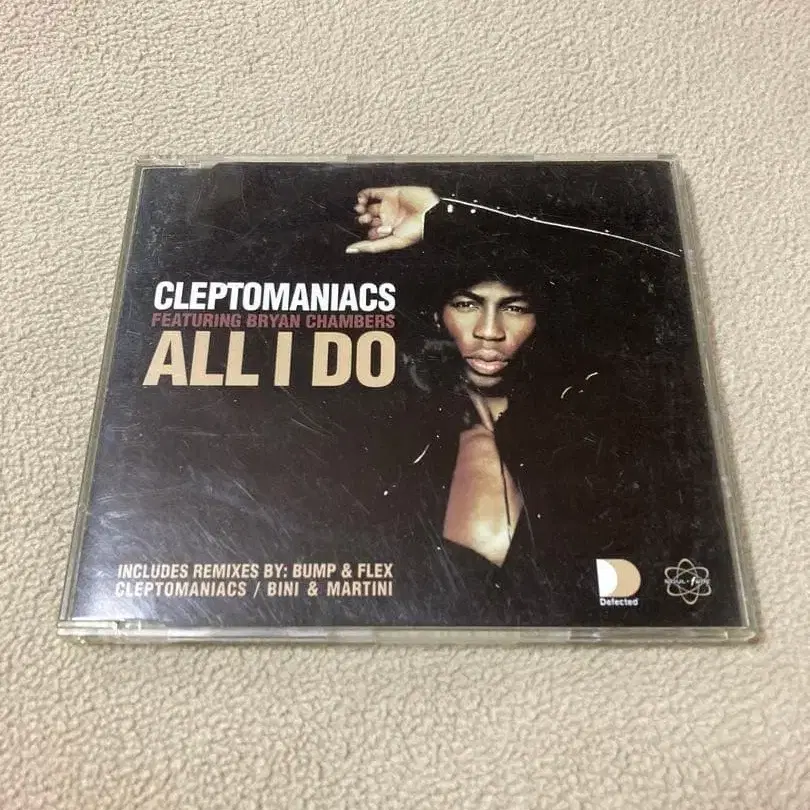 CLEPTOMANIACS
FEATURING BRYAN CHAMBERS
ALL I DO
INCLUDES REMIXES BY: BUMP & FLEX
CLEPTOMANIACS / BINI & MARTINI
Defected